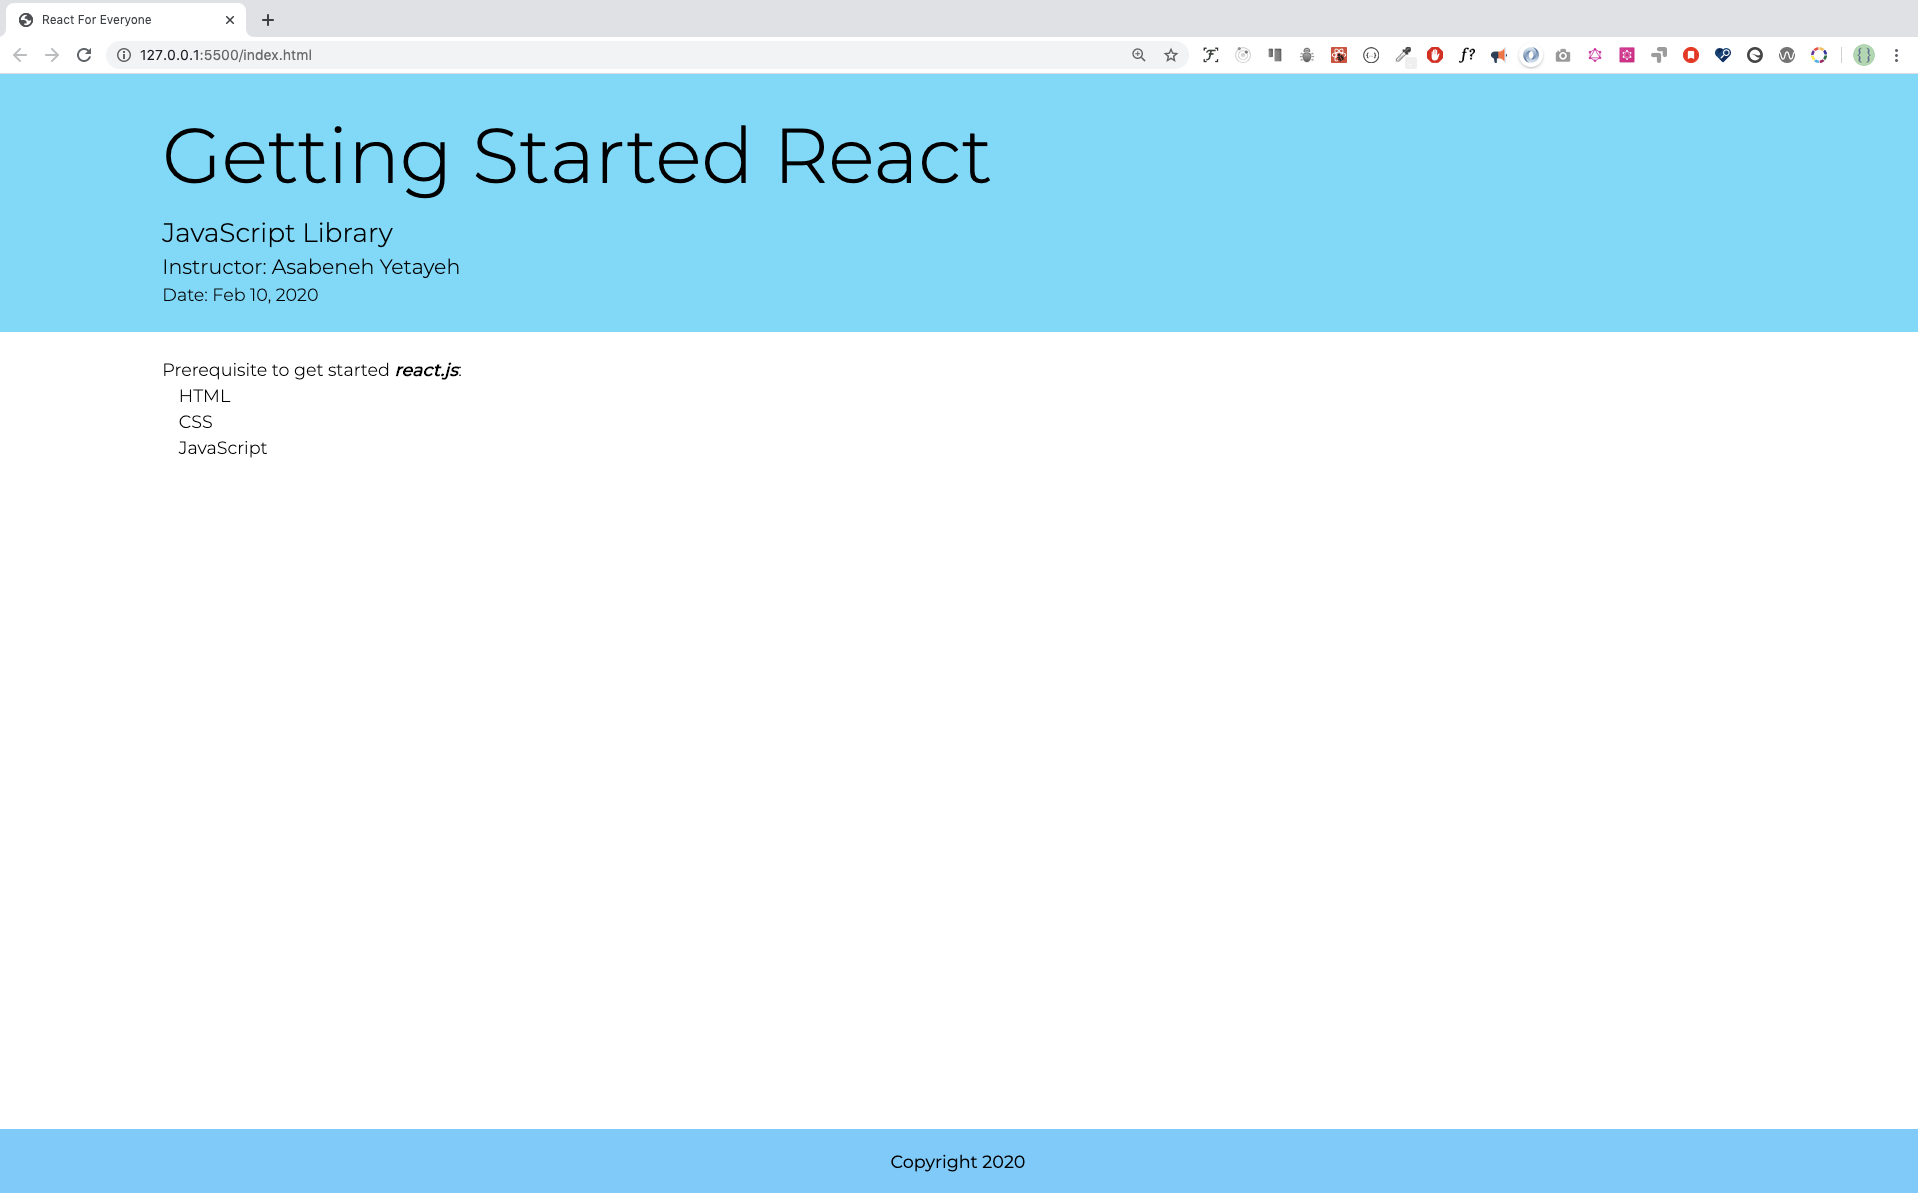 React For Everyone
127.0.0.1:5500/index.html
f?
Getting Started React
JavaScript Library
Instructor: Asabeneh Yetayeh
Date: Feb 10, 2020
Prerequisite to get started react.js:
HTML
CSS
JavaScript
Copyright 2020